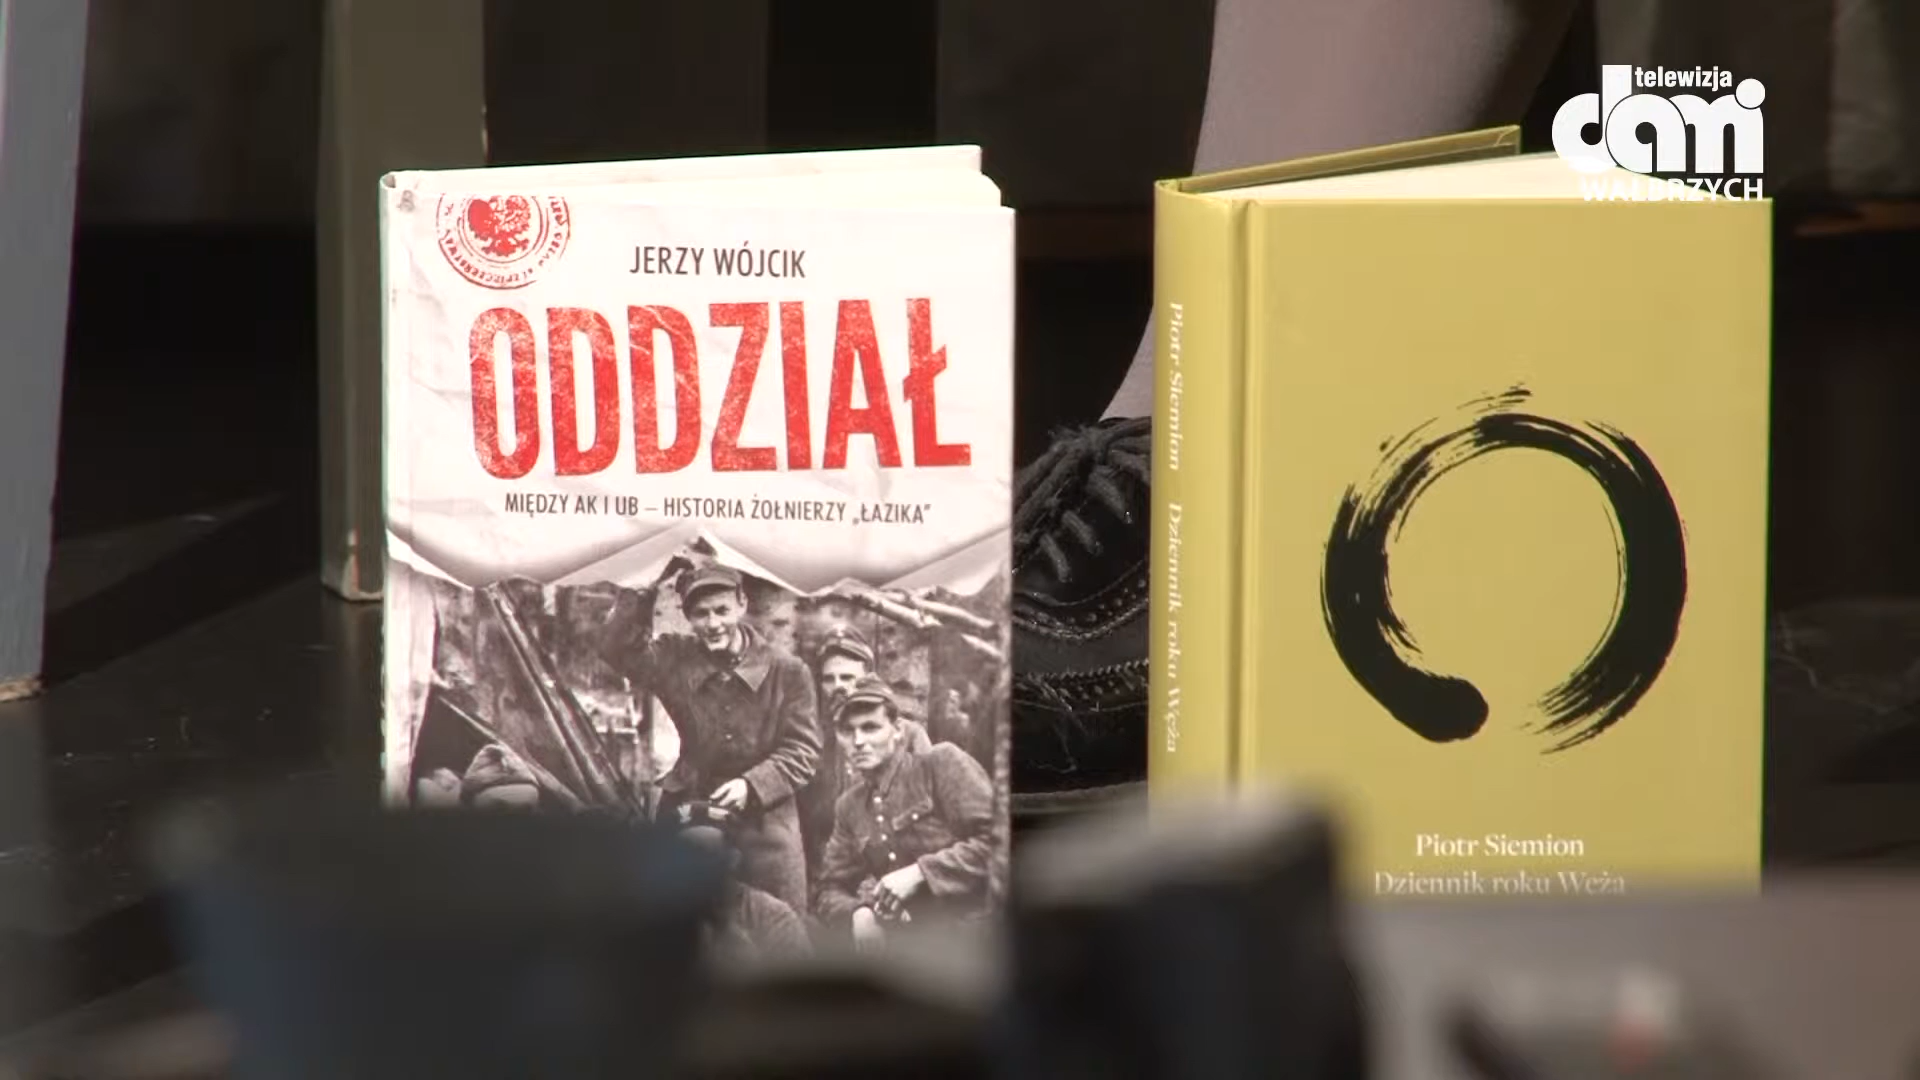 telewizja
dami
WAŁBRZYCH
JERZY WÓJCIK
ODDZIAŁ
MIĘDZY AK I UB – HISTORIA ŻOŁNIERZY „ŁAZIKA”
Piotr Siemion Dziennik roku Węża
Piotr Siemion
Dziennik roku Węża